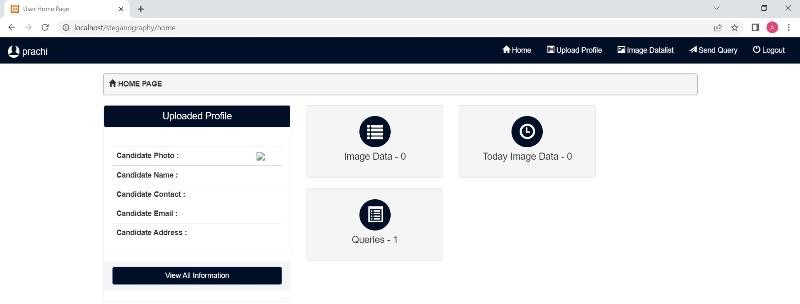 User Home Page
localhost/steganography/home
A
prachi
Home
Upload Profile
Image Datalist
Send Query
Logout
HOME PAGE
Uploaded Profile
Candidate Photo :
Candidate Name :
Candidate Contact :
Candidate Email :
Candidate Address :
View All Information
Image Data - 0
Today Image Data - 0
Queries - 1